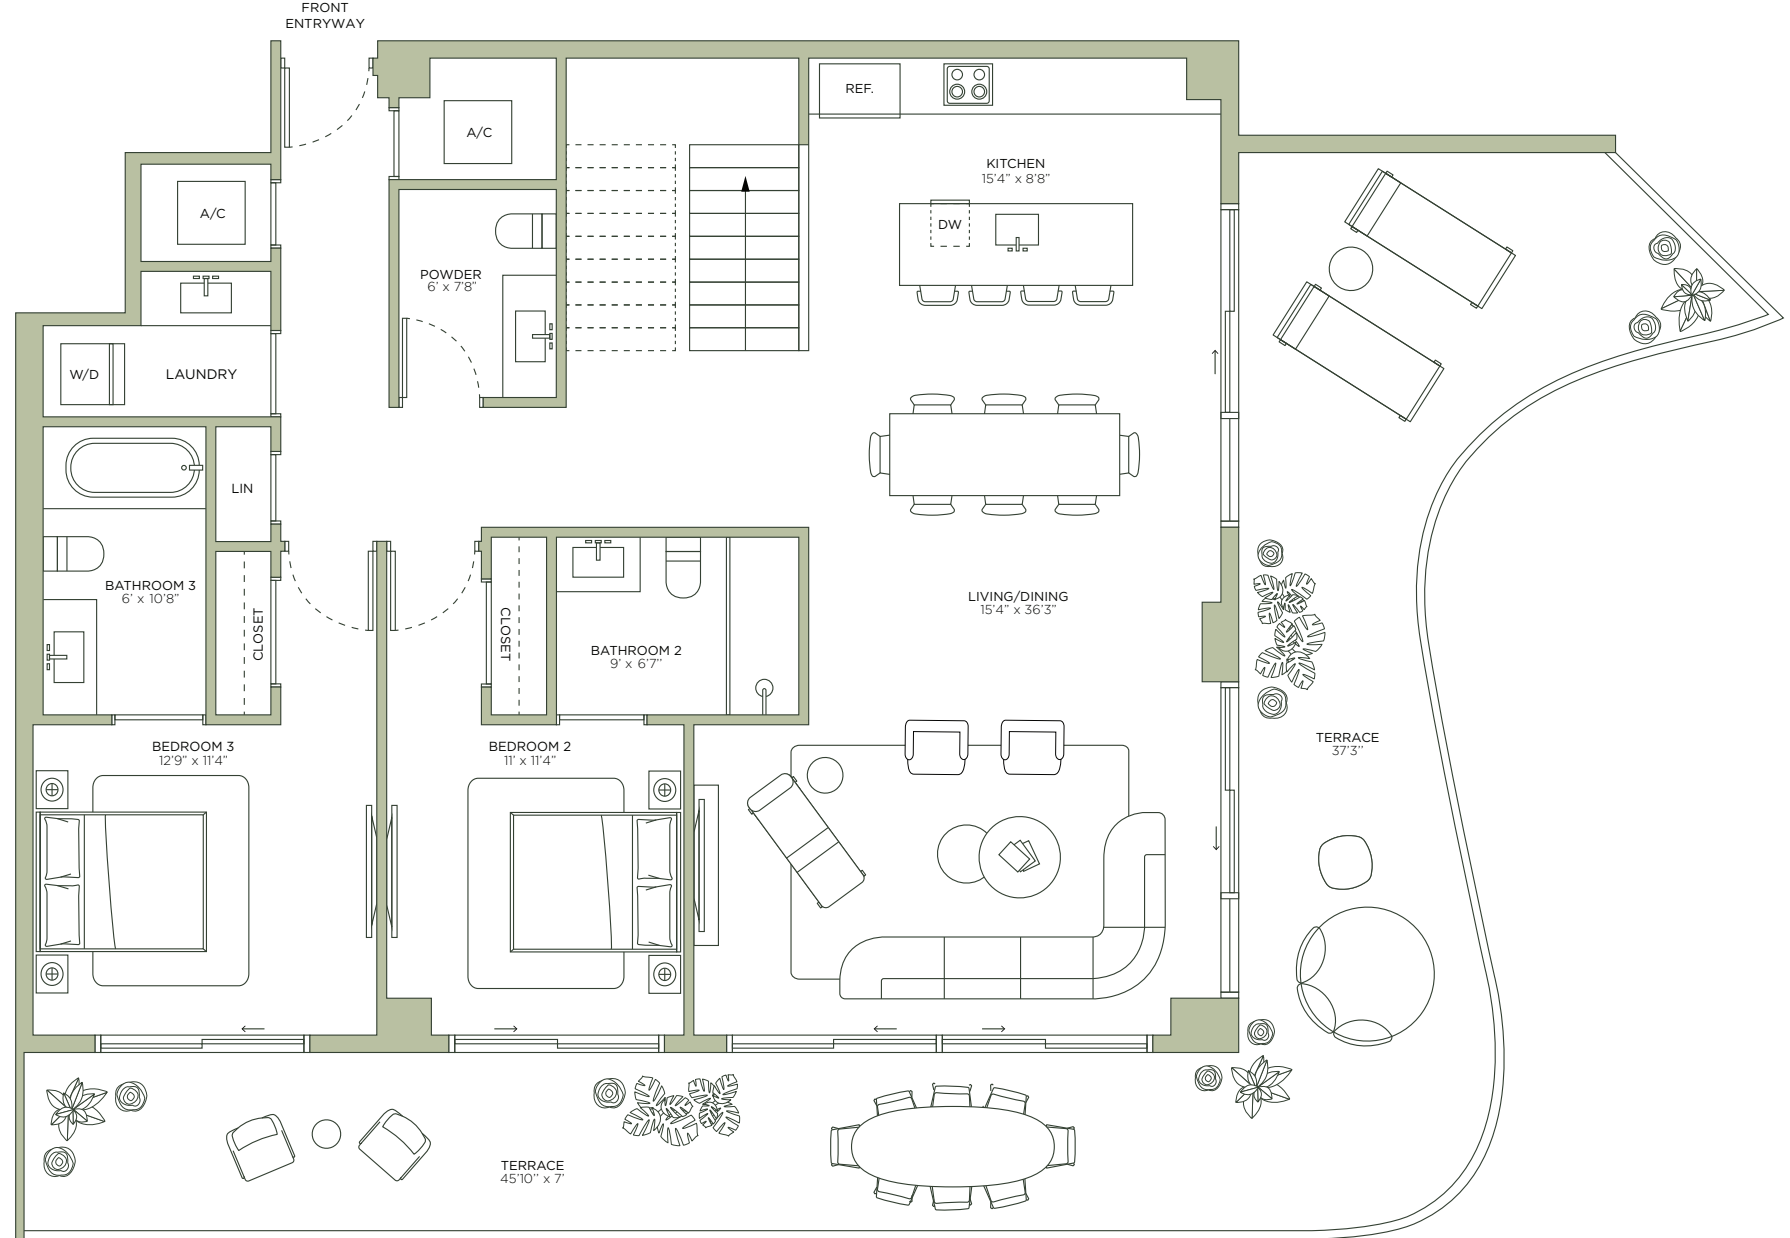 FRONT
ENTRYWAY
A/C
REF.
A/C
KITCHEN
15'4" x 8'8"
DW
POWDER
6' x 7'8"
W/D
LAUNDRY
LIN
BATHROOM 3
6' x 10'8"
CLOSET
CLOSET
BATHROOM 2
9' x 6'7"
LIVING/DINING
15'4" x 36'3"
TERRACE
37'3"
BEDROOM 3
12'9" x 11'4"
BEDROOM 2
11' x 11'4"
TERRACE
45'10" x 7'